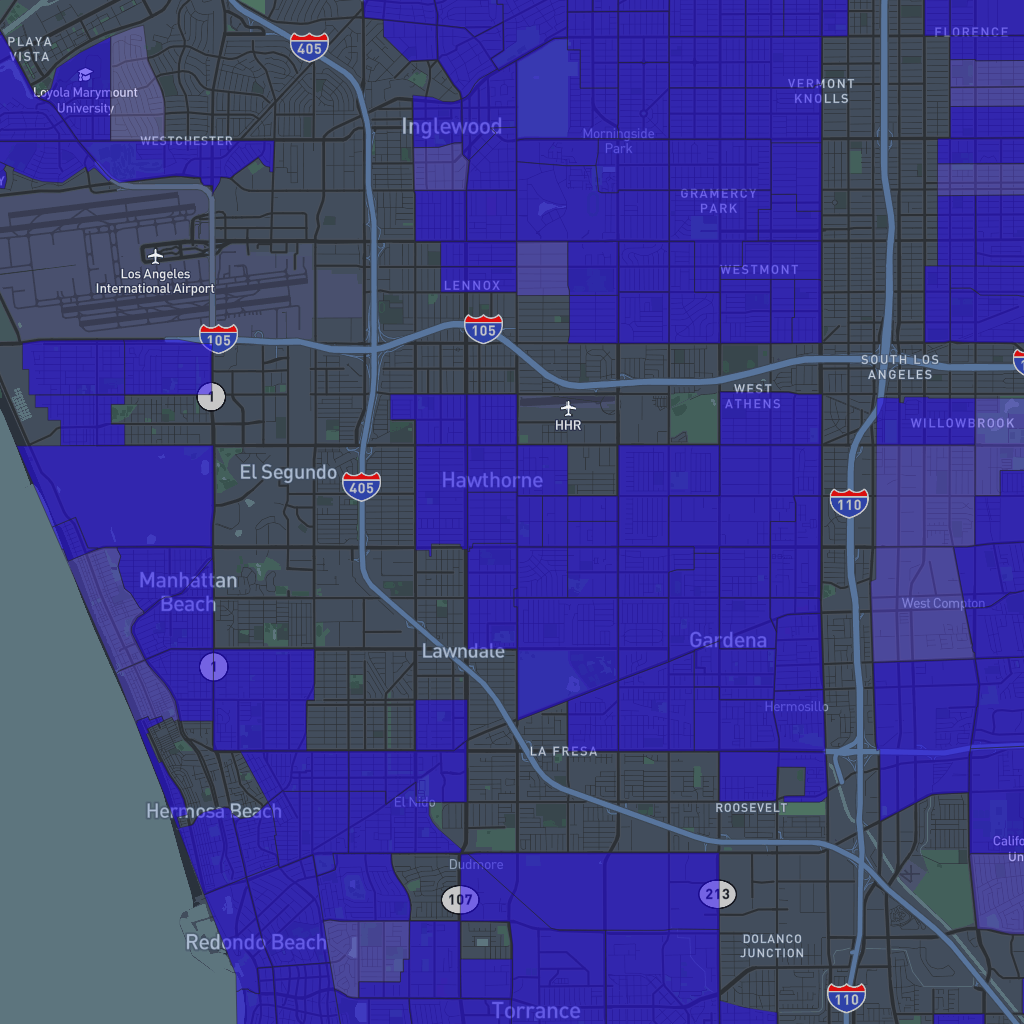 PLAYA
VISTA
405
FLORENCE
Loyola Marymount
University
VERMONT
KNOLLS
Inglewood
WESTCHESTER
Morningside
Park
GRAMERCY
PARK
Los Angeles
International Airport
LENNOX
WESTMONT
105
105
SOUTH LOS
ANGELES
1
HHR
WEST
ATHENS
WILLOWBROOK
El Segundo
405
Hawthorne
110
Manhattan
Beach
West Compton
Lawndale
Gardena
1
Hermosillo
LA FRESA
Hermosa Beach
El Nido
ROOSEVELT
Dudmore
107
213
Redondo Beach
DOLANCO
JUNCTION
110
Torrance